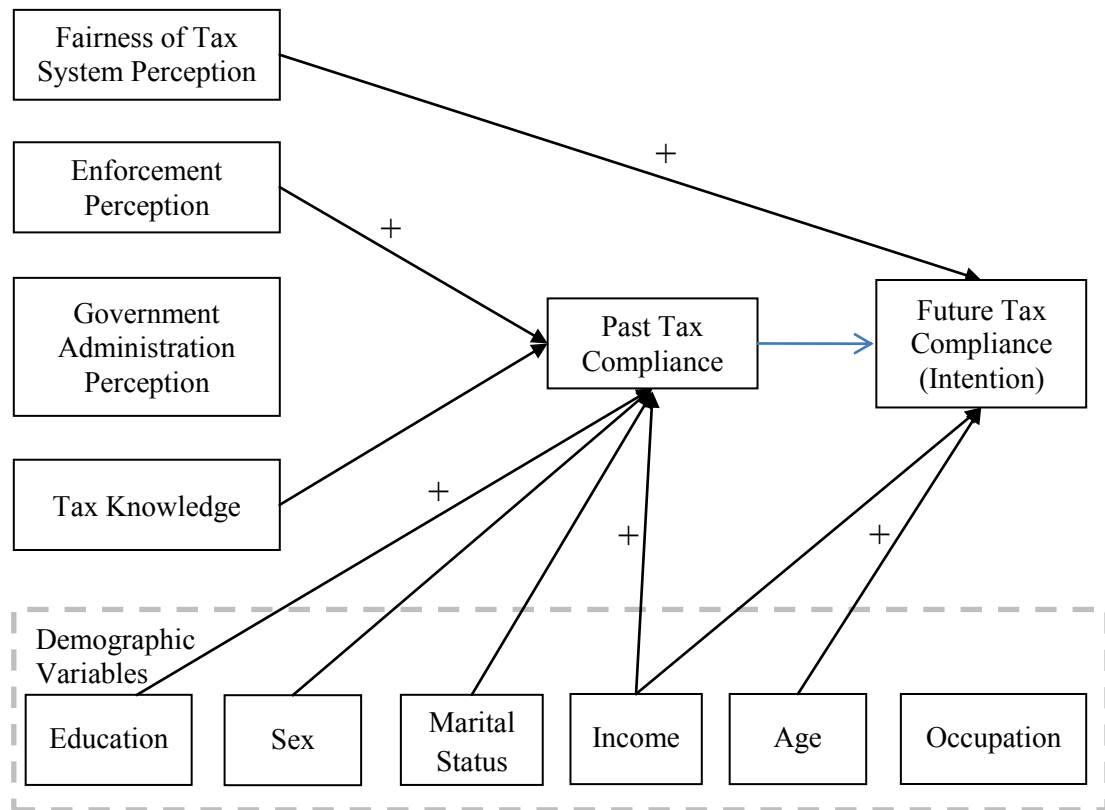 Fairness of Tax
System Perception
+
Enforcement
Perception
+
Government
Administration
Perception
Past Tax
Compliance
Future Tax
Compliance
(Intention)
Tax Knowledge
+
+
+
Demographic
Variables
Education
Sex
Marital
Status
Income
Age
Occupation